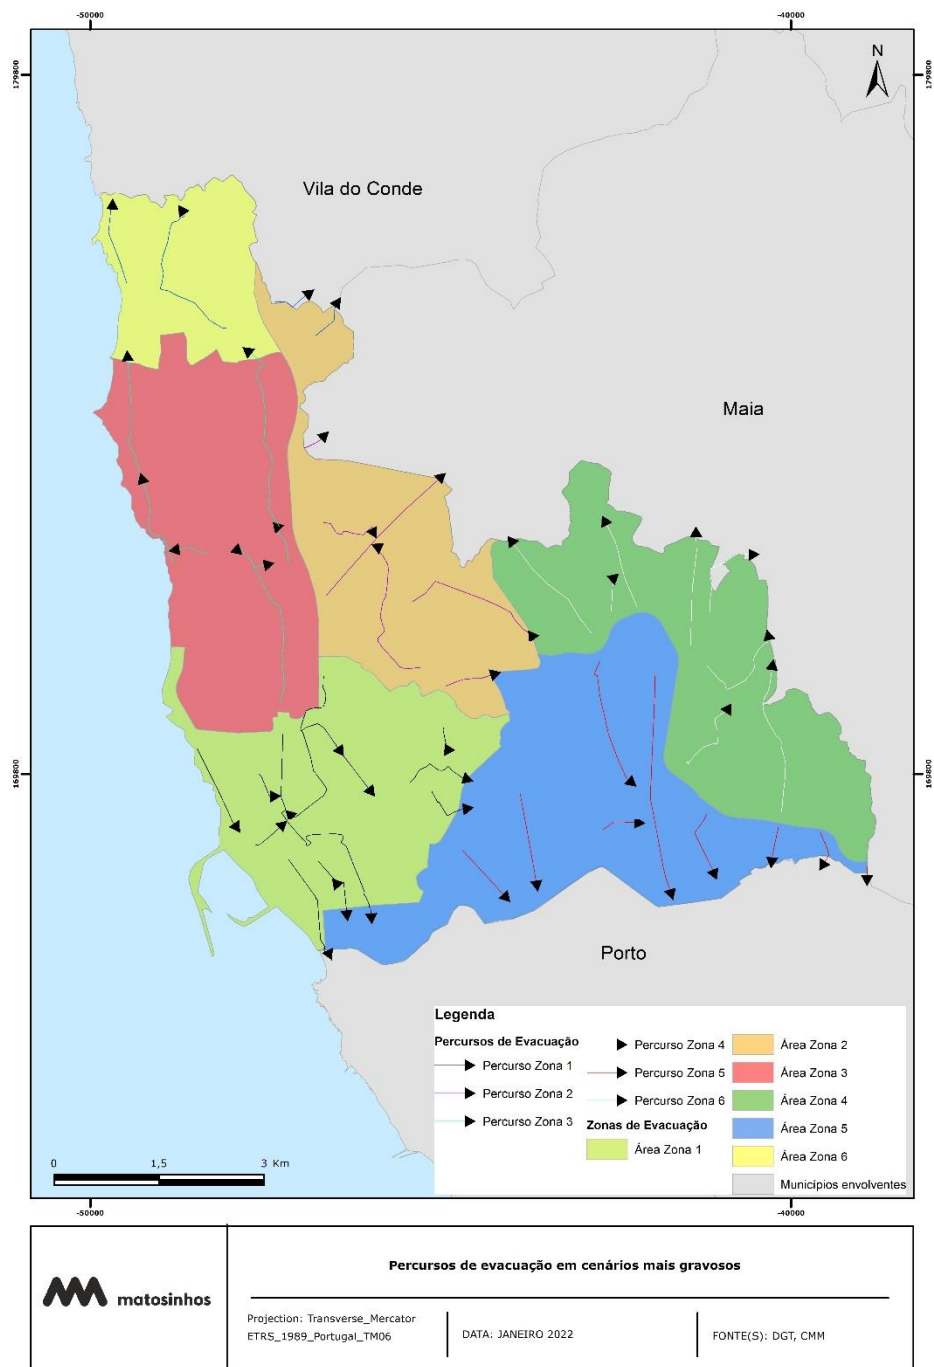 -50000
-40000
179800
179800
N
Vila do Conde
Maia
169800
169800
Porto
Legenda
Percursos de Evacuação
Percurso Zona 1
Percurso Zona 2
Percurso Zona 3
Percurso Zona 4
Percurso Zona 5
Percurso Zona 6
Zonas de Evacuação
Área Zona 1
Área Zona 2
Área Zona 3
Área Zona 4
Área Zona 5
Área Zona 6
Municípios envolventes
0 1,5 3 Km
-50000
-40000
matosinhos
Percursos de evacuação em cenários mais gravosos
Projection: Transverse_Mercator
ETRS_1989_Portugal_TM06
DATA: JANEIRO 2022
FONTE(S): DGT, CMM